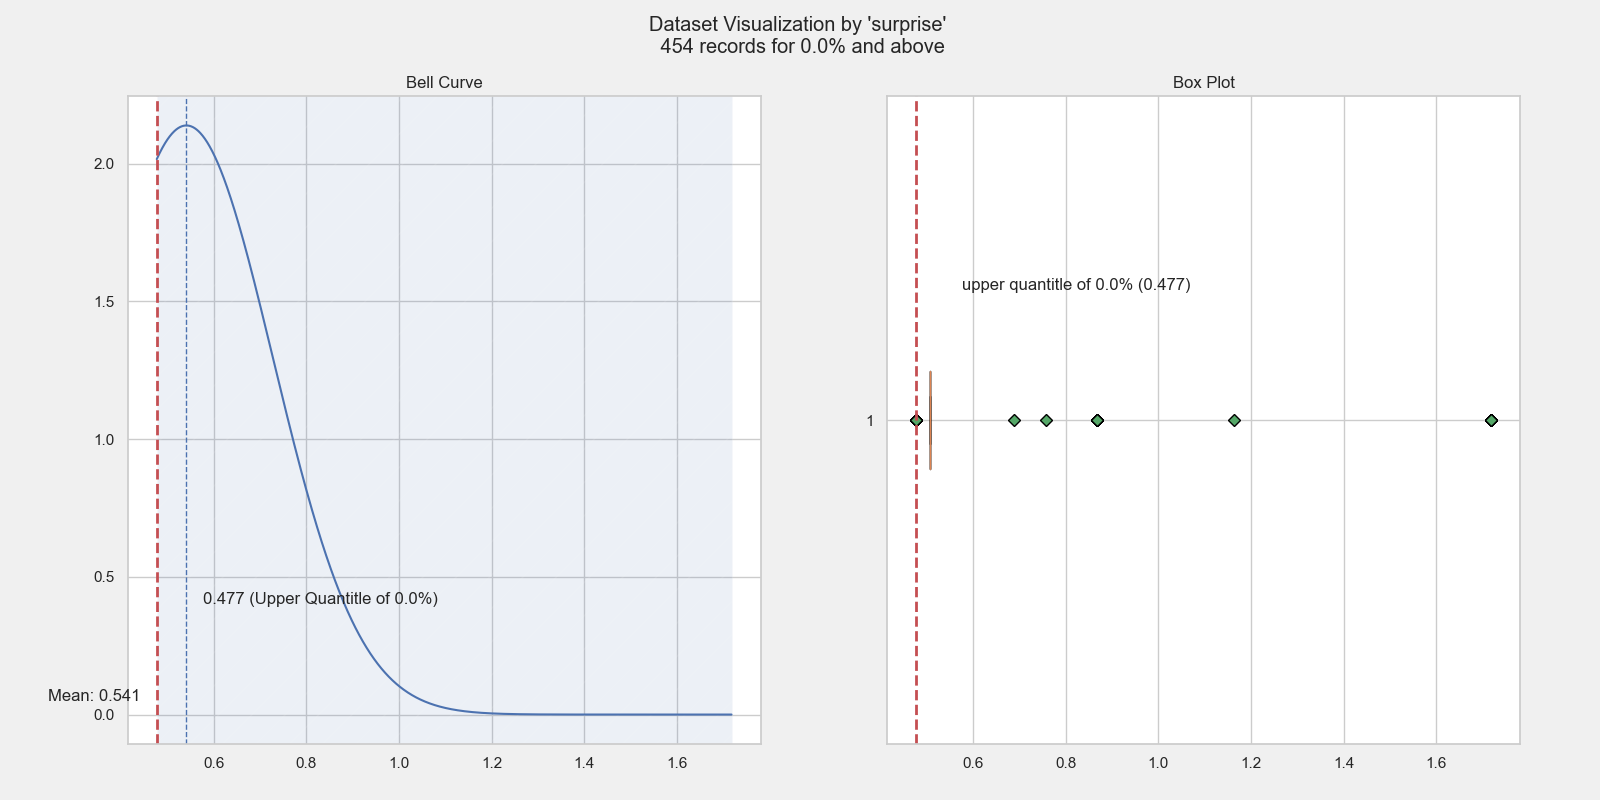 Dataset Visualization by 'surprise'
454 records for 0.0% and above
Bell Curve
2.0
1.5
1.0
0.5
0.0
0.477 (Upper Quantitle of 0.0%)
Mean: 0.541
0.6 0.8 1.0 1.2 1.4 1.6
Box Plot
upper quantitle of 0.0% (0.477)
1
0.6 0.8 1.0 1.2 1.4 1.6